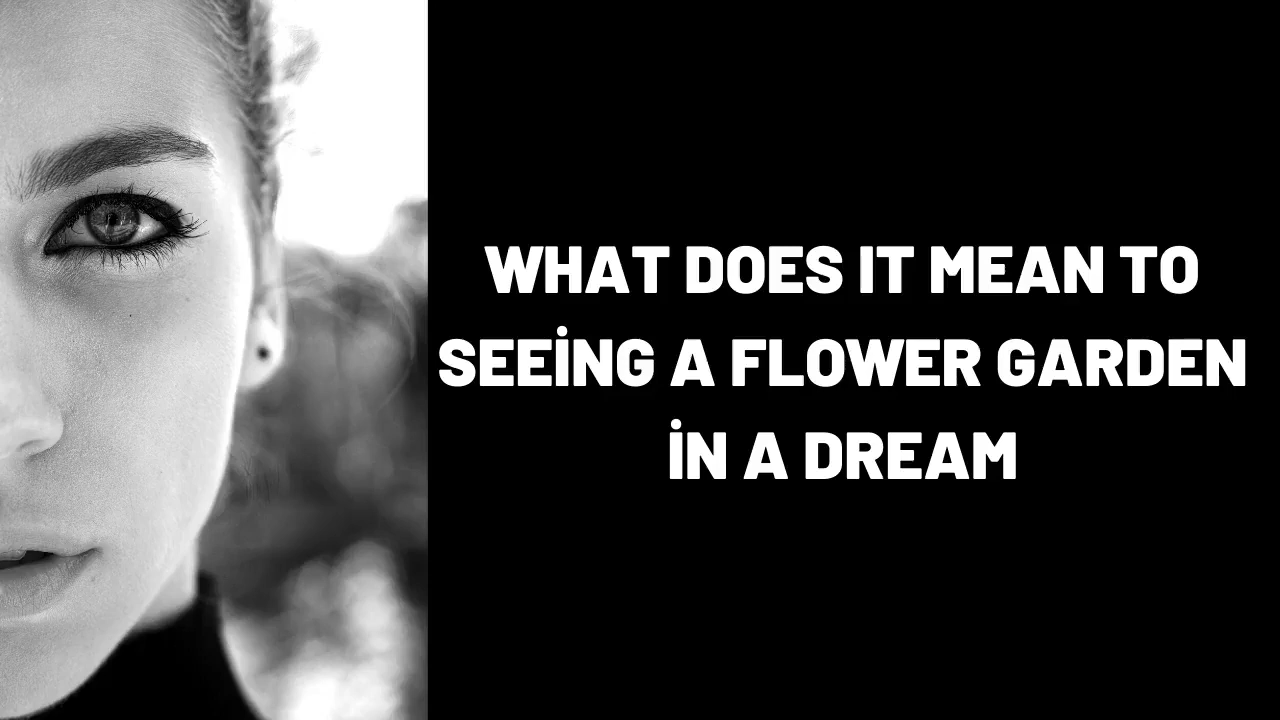 WHAT DOES IT MEAN TO
SEEİNG A FLOWER GARDEN
İN A DREAM